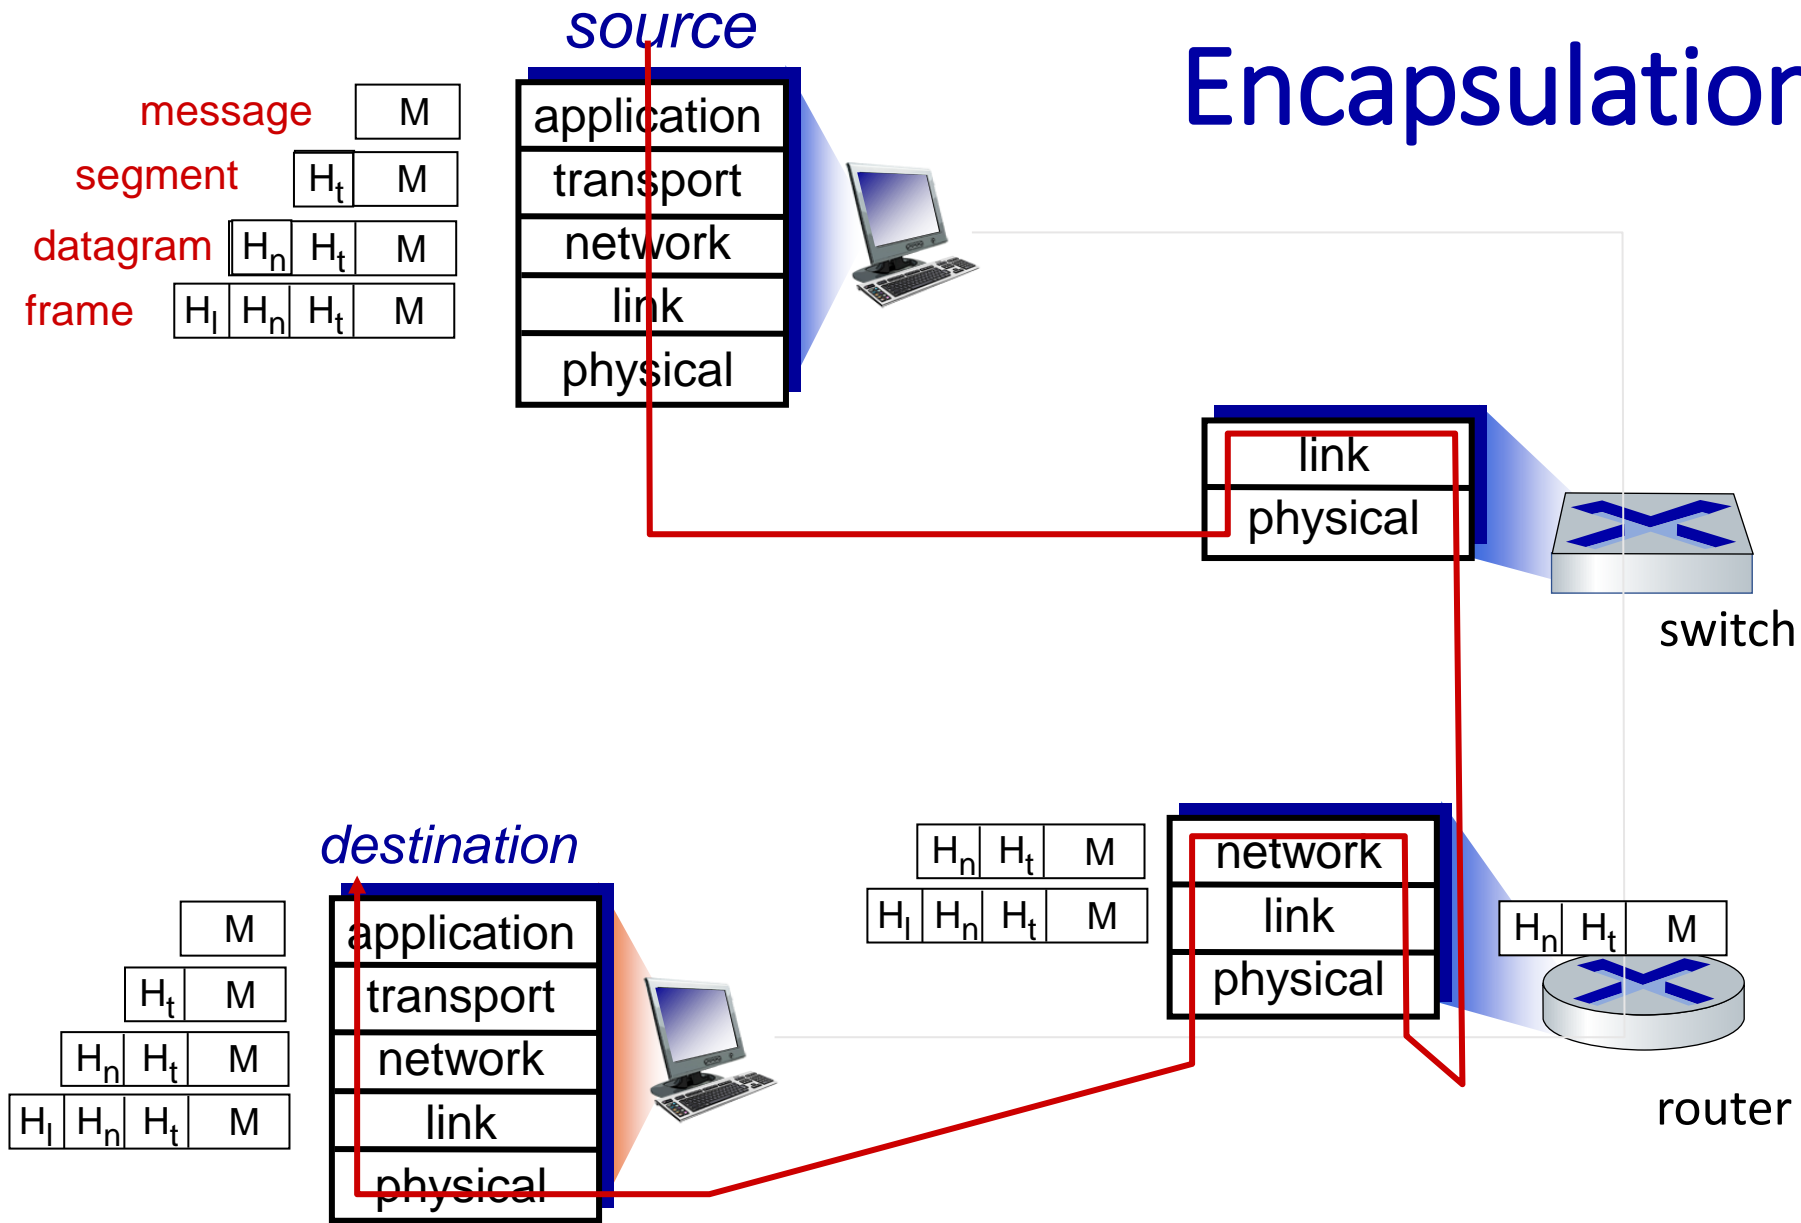 source
Encapsulation
message M
segment Ht M
datagram Hn Ht M
frame Hl Hn Ht M
application
transport
network
link
physical
link
physical
switch
destination
M
Ht M
Hn Ht M
Hl Hn Ht M
application
transport
network
link
physical
Hn Ht M
Hl Hn Ht M
network
link
physical
Hn Ht M
router